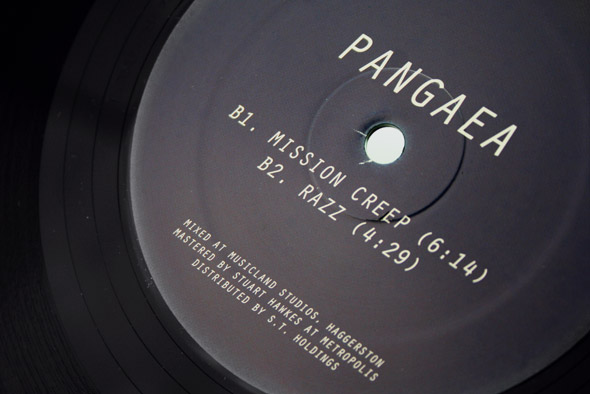 PANGAEA
B1. MISSION CREEP (6:14)
B2. RAZZ (4:29)
MIXED AT MUSICLAND STUDIOS, HAGGERSTON
MASTERED BY STUART HAWKES AT METROPOLIS
DISTRIBUTED BY S.T. HOLDINGS